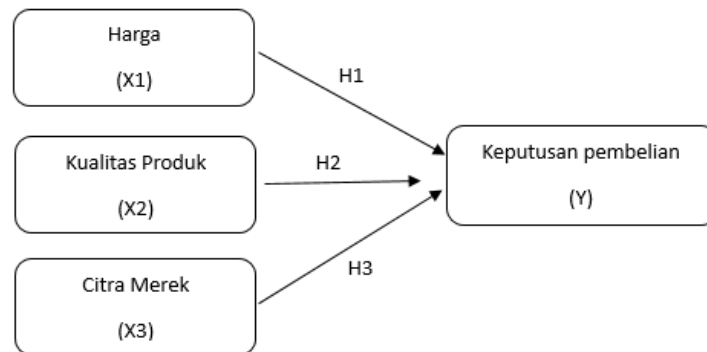 Harga
(X1)
H1
Kualitas Produk
(X2)
H2
Keputusan pembelian
(Y)
Citra Merek
(X3)
H3